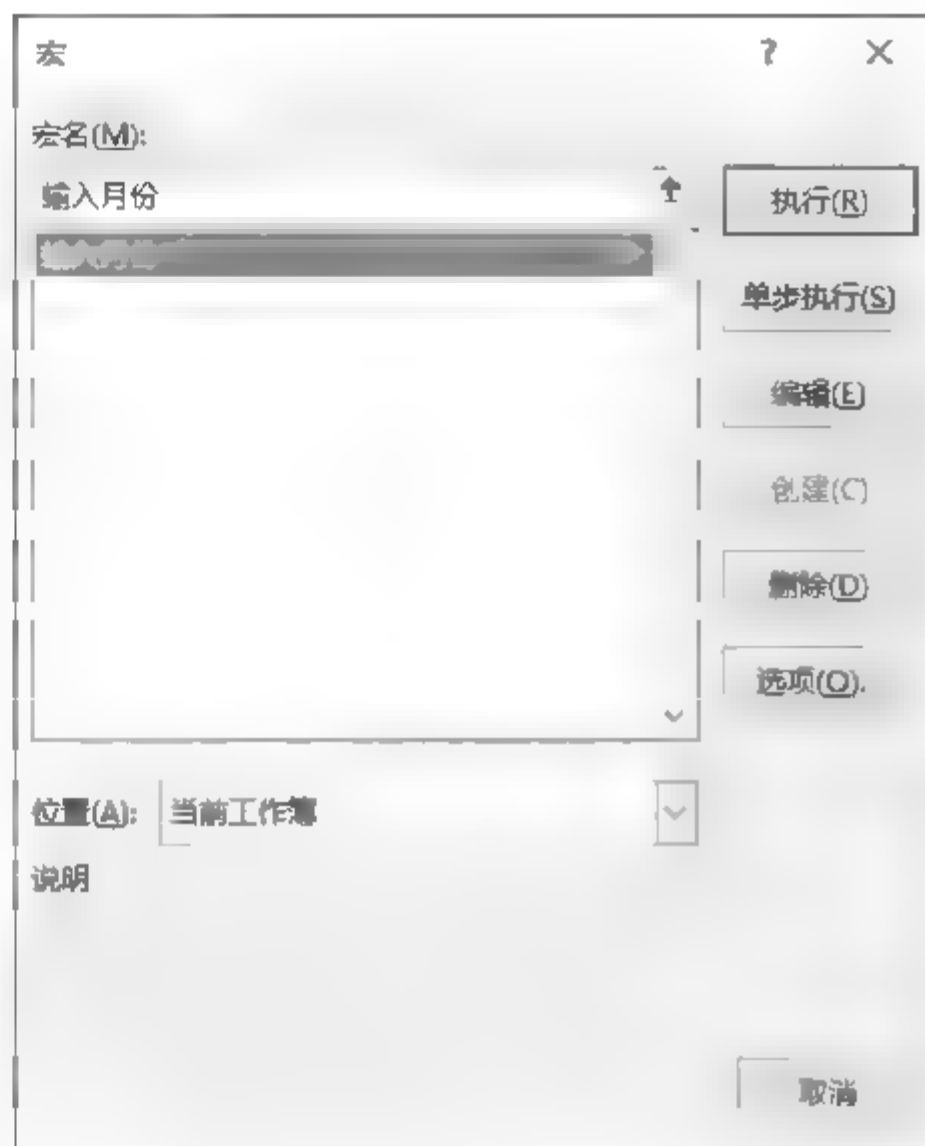 宏 ? ×
宏名(M):
输入月份
执行(R)
单步执行(S)
编辑(E)
创建(C)
删除(D)
选项(O).
位置(A): 当前工作簿
说明
取消